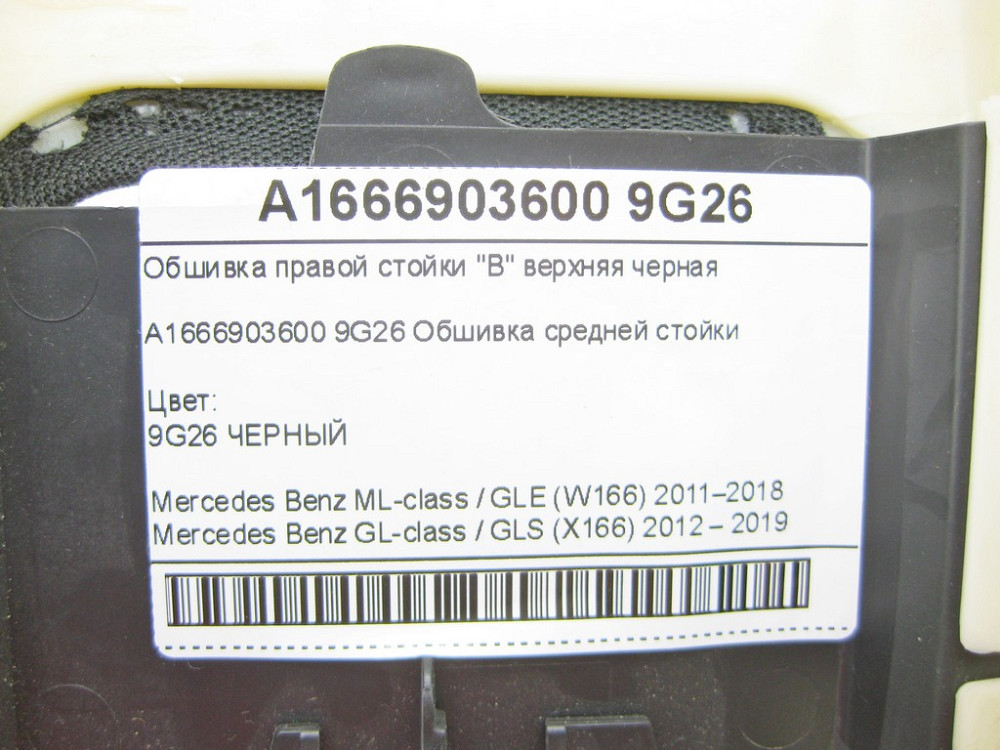 A1666903600 9G26
Обшивка правой стойки "В" верхняя черная
A1666903600 9G26 Обшивка средней стойки
Цвет:
9G26 ЧЕРНЫЙ
Mercedes Benz ML-class / GLE (W166) 2011–2018
Mercedes Benz GL-class / GLS (X166) 2012 – 2019